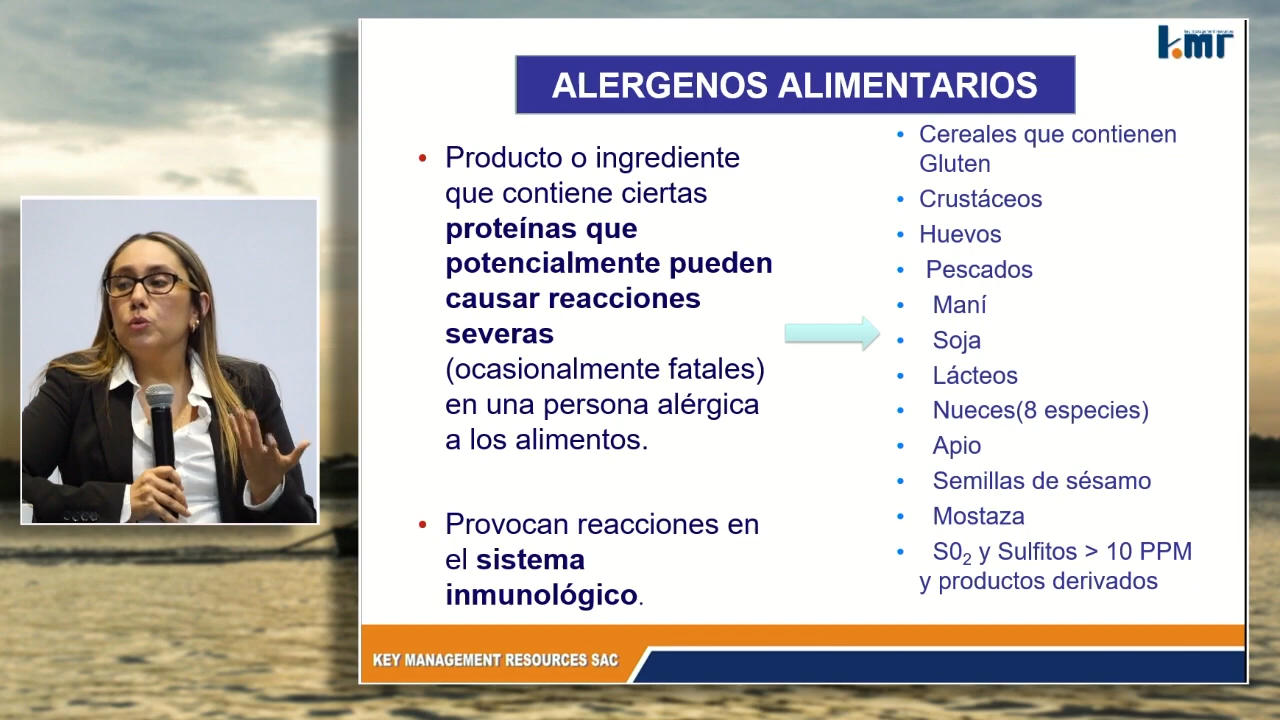 kmr
ALERGENOS ALIMENTARIOS
• Producto o ingrediente
que contiene ciertas
proteínas que
potencialmente pueden
causar reacciones
severas
(ocasionalmente fatales)
en una persona alérgica
a los alimentos.
• Provocan reacciones en
el sistema
inmunológico.
• Cereales que contienen
Gluten
• Crustáceos
• Huevos
• Pescados
• Maní
• Soja
• Lácteos
• Nueces(8 especies)
• Apio
• Semillas de sésamo
• Mostaza
• S0₂ y Sulfitos > 10 PPM
y productos derivados
KEY MANAGEMENT RESOURCES SAC